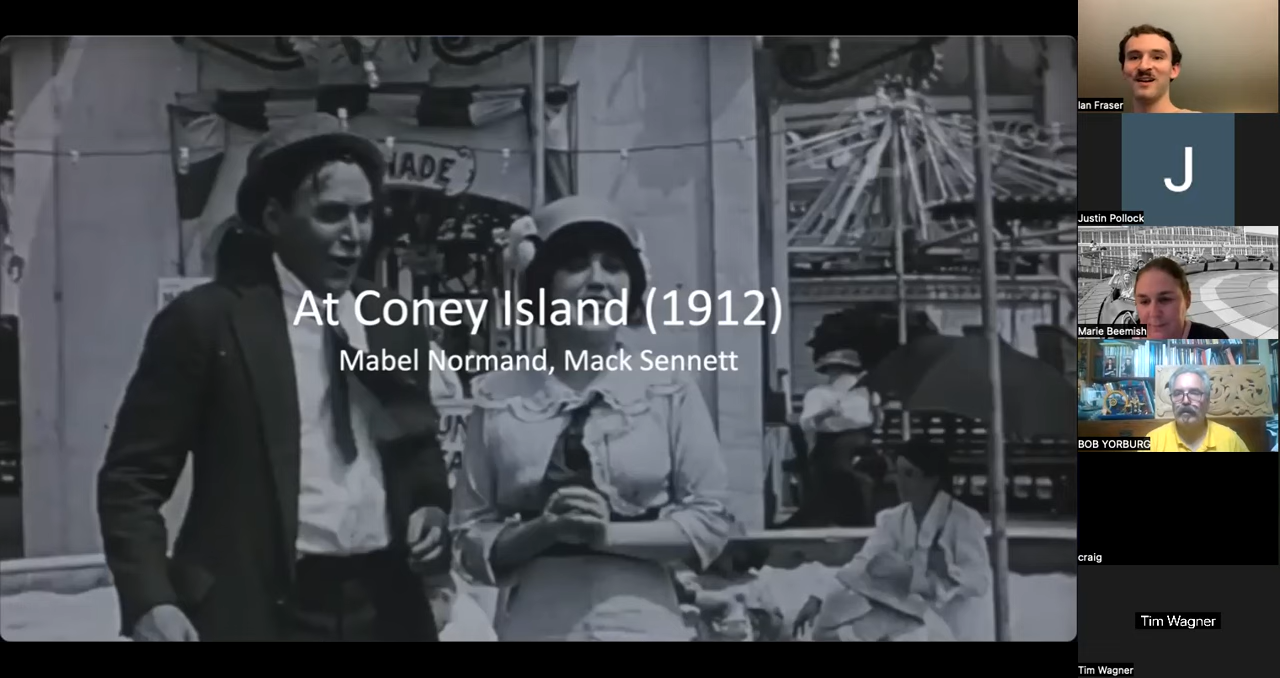 NADE
At Coney Island (1912)
Mabel Normand, Mack Sennett
Ian Fraser
J
Justin Pollock
Marie Beemish
BOB YORBURG
craig
Tim Wagner
Tim Wagner